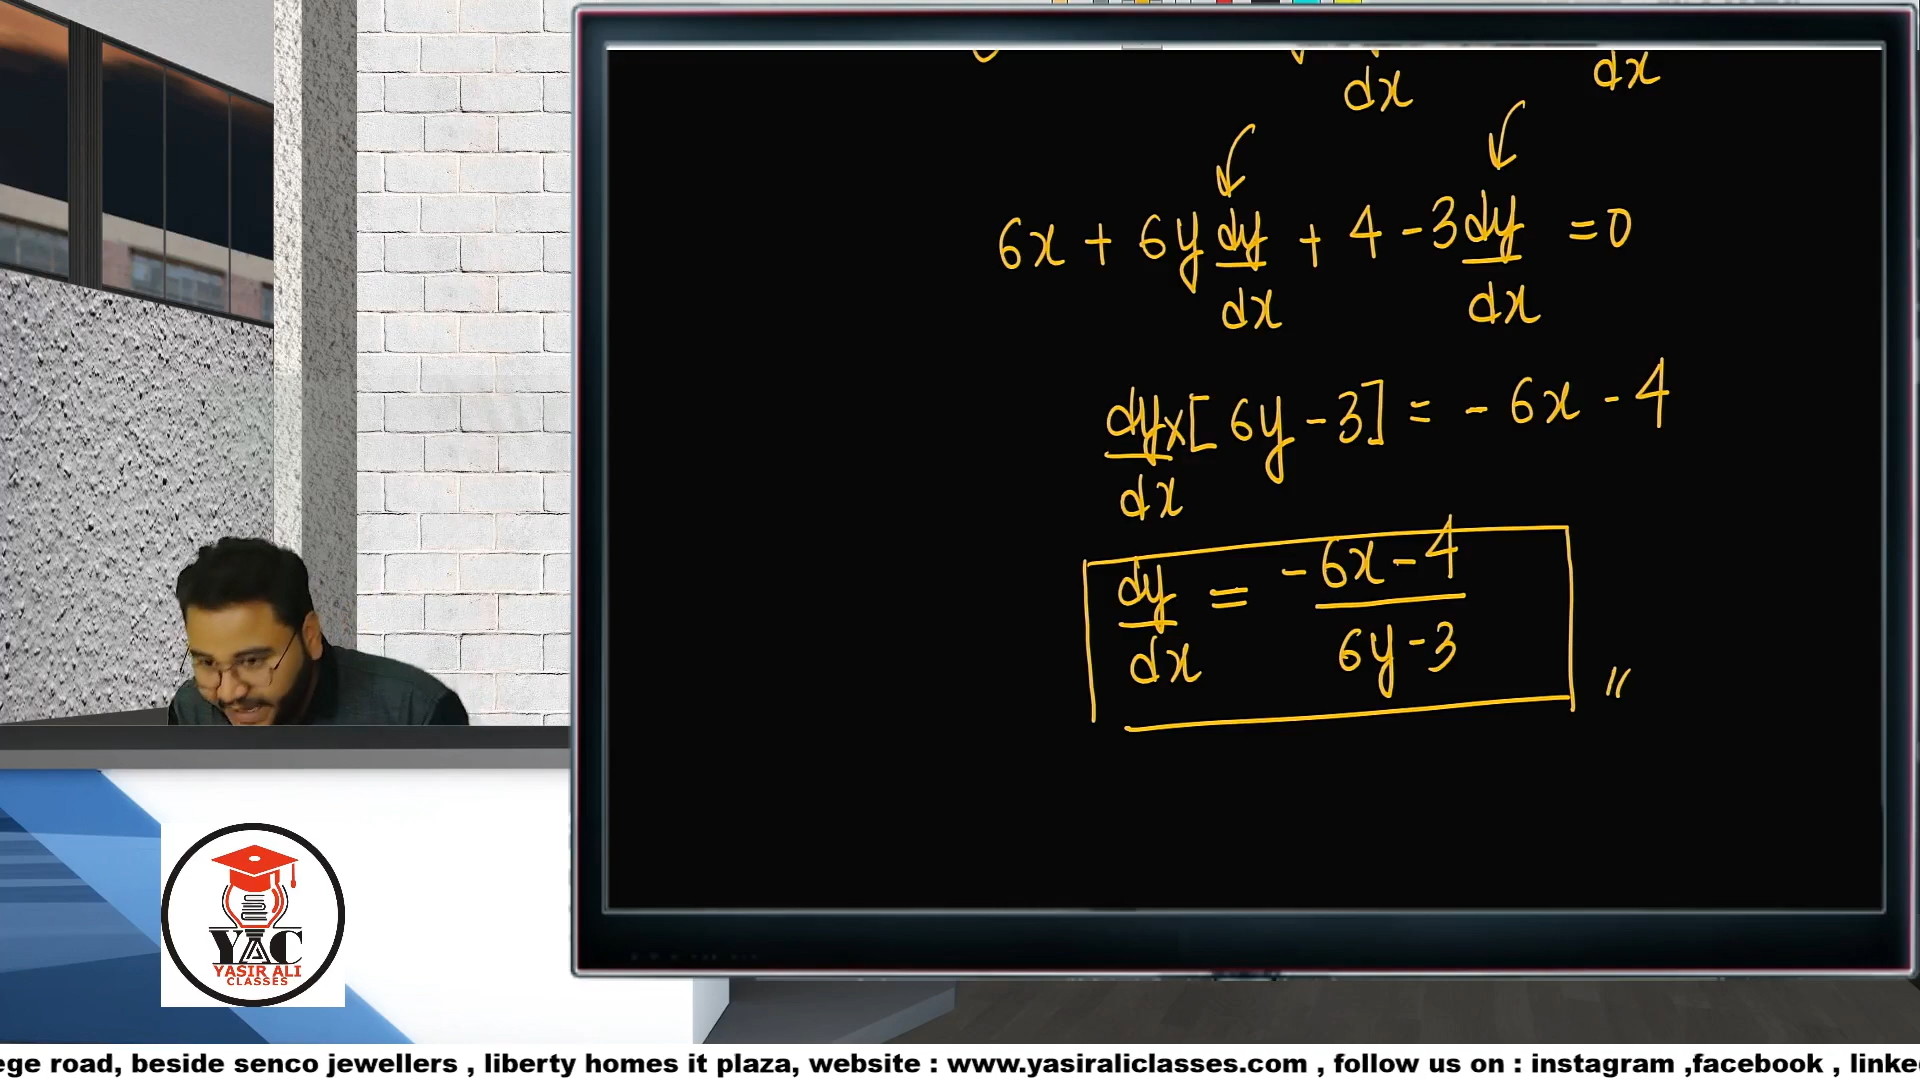 dx dx
6x + 6y dy/dx + 4 - 3 dy/dx = 0
dy/dx × [6y - 3] = - 6x - 4
dy/dx = (-6x - 4)/(6y - 3) //
YAC
YASIR ALI
CLASSES
ege road, beside senco jewellers , liberty homes it plaza, website : www.yasiraliclasses.com , follow us on : instagram ,facebook , linke